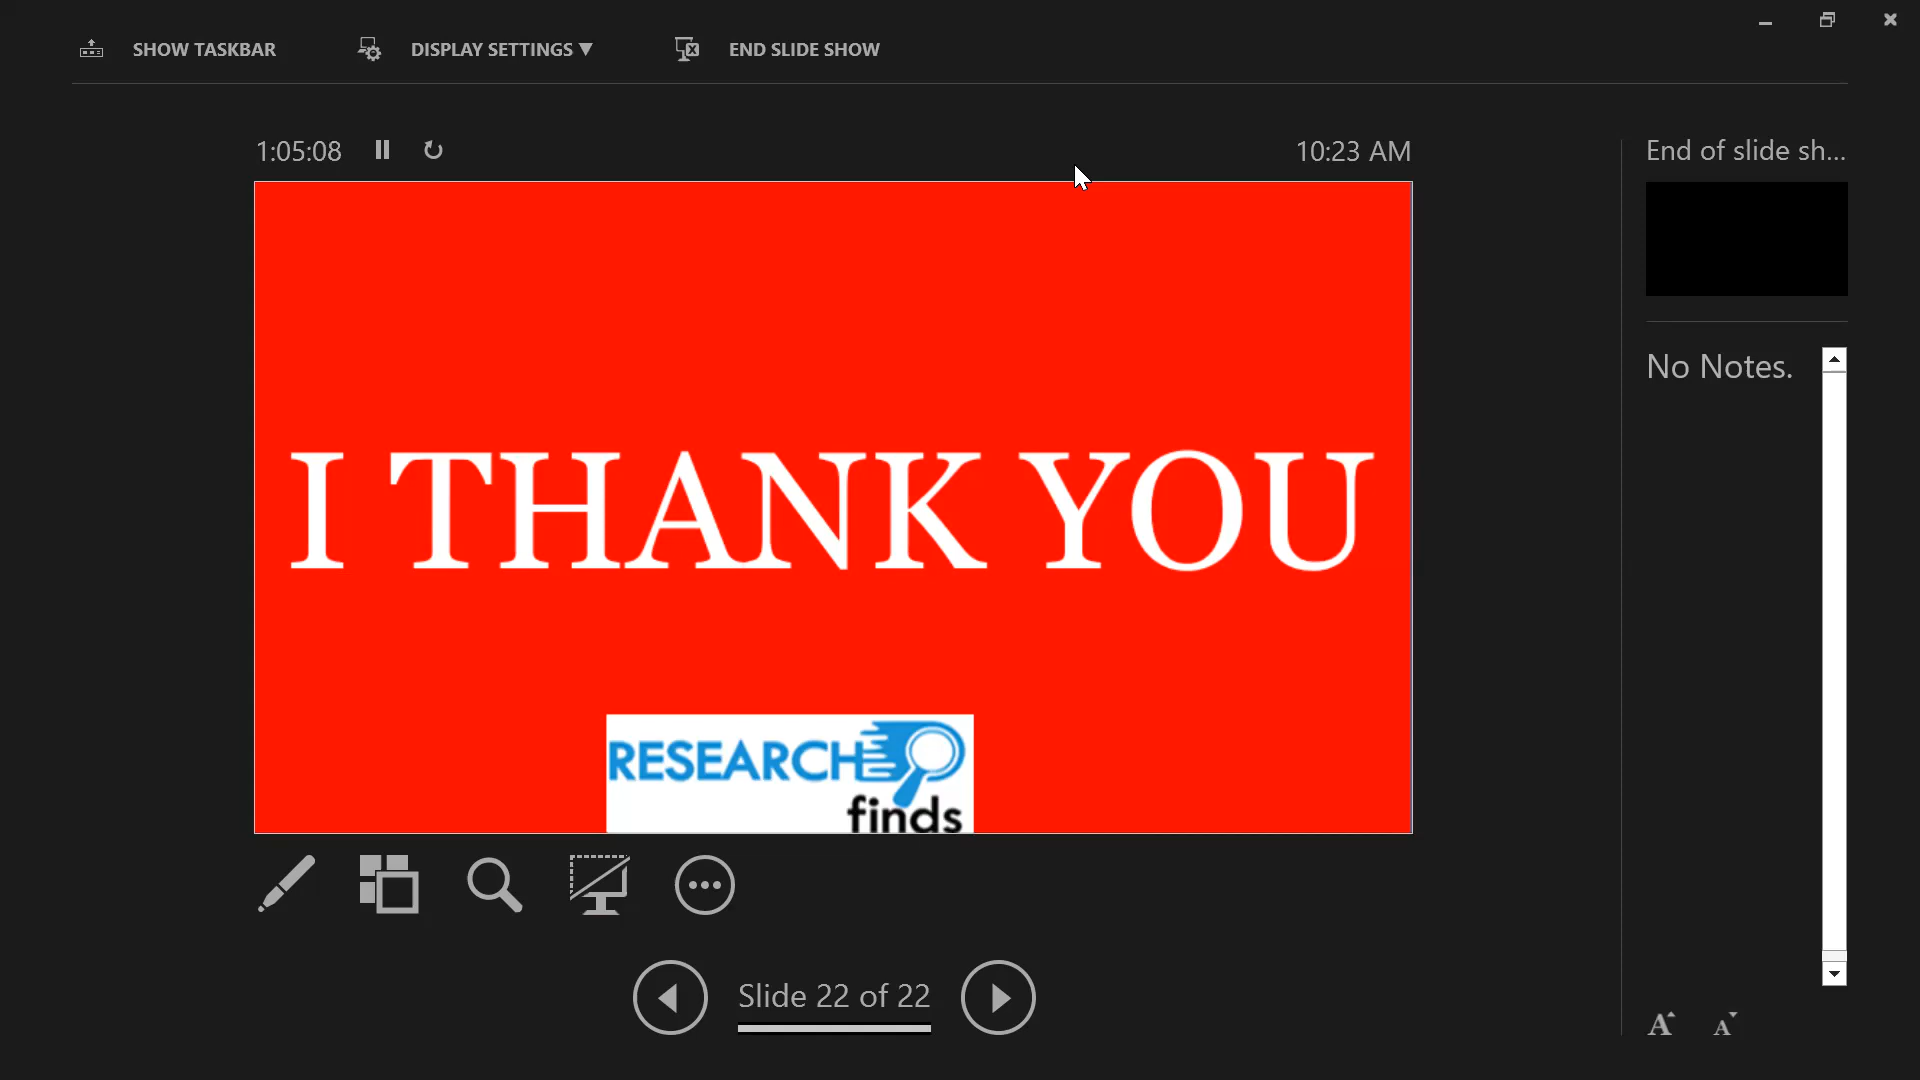 SHOW TASKBAR
DISPLAY SETTINGS ▼
END SLIDE SHOW
1:05:08
10:23 AM
End of slide sh...
I THANK YOU
RESEARCH
finds
No Notes.
Slide 22 of 22
A A